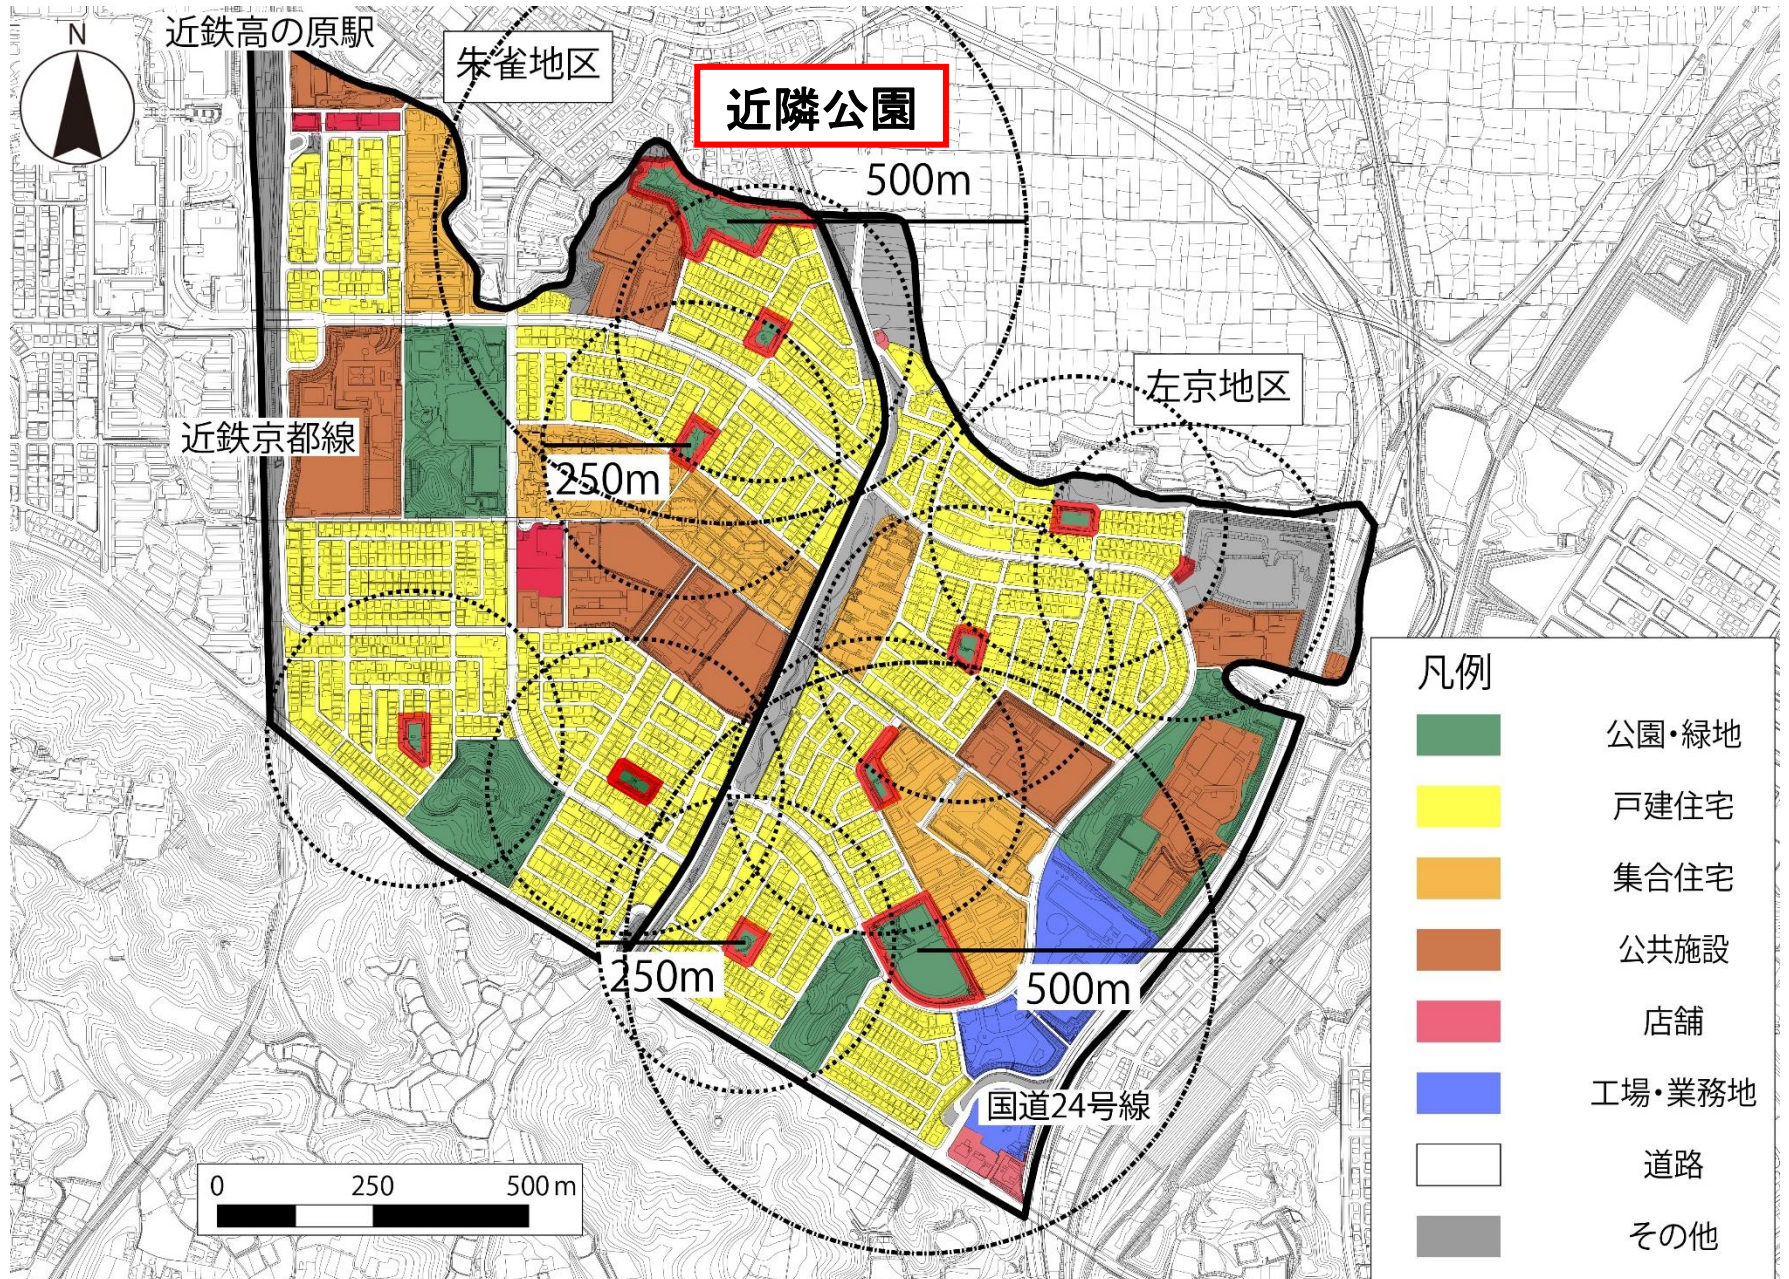 N
近鉄高の原駅
朱雀地区
近隣公園
500m
左京地区
近鉄京都線
250m
250m
500m
国道24号線
0 250 500m
凡例
公園・緑地
戸建住宅
集合住宅
公共施設
店舗
工場・業務地
道路
その他